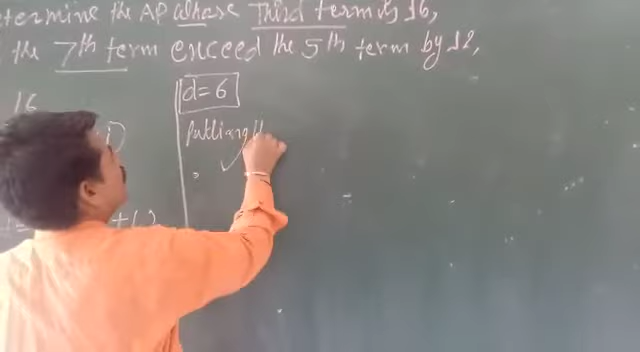 etermine the AP Whose Third term is 16,
the 7th term exceed the 5th term by 12,
16
d = 6